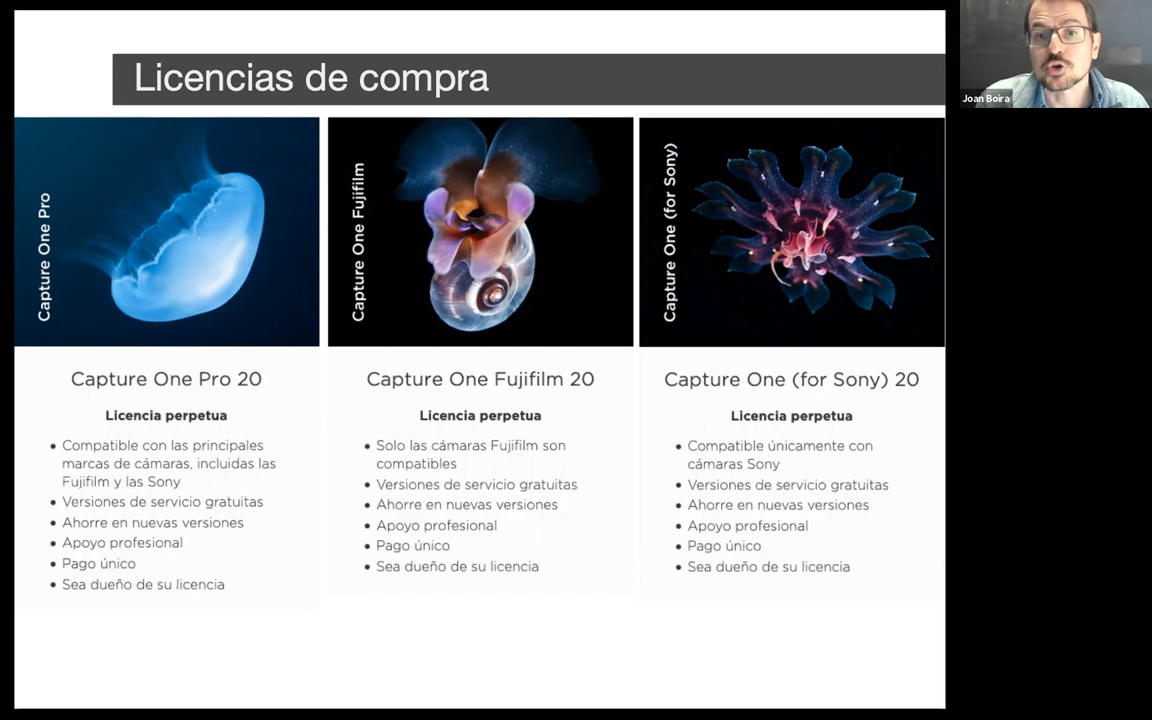 Licencias de compra
Joan Boira
Capture One Pro
Capture One Fujifilm
Capture One (for Sony)
Capture One Pro 20
Licencia perpetua
• Compatible con las principales
marcas de cámaras, incluidas las
Fujifilm y las Sony
• Versiones de servicio gratuitas
• Ahorre en nuevas versiones
• Apoyo profesional
• Pago único
• Sea dueño de su licencia
Capture One Fujifilm 20
Licencia perpetua
• Solo las cámaras Fujifilm son
compatibles
• Versiones de servicio gratuitas
• Ahorre en nuevas versiones
• Apoyo profesional
• Pago único
• Sea dueño de su licencia
Capture One (for Sony) 20
Licencia perpetua
• Compatible únicamente con
cámaras Sony
• Versiones de servicio gratuitas
• Ahorre en nuevas versiones
• Apoyo profesional
• Pago único
• Sea dueño de su licencia